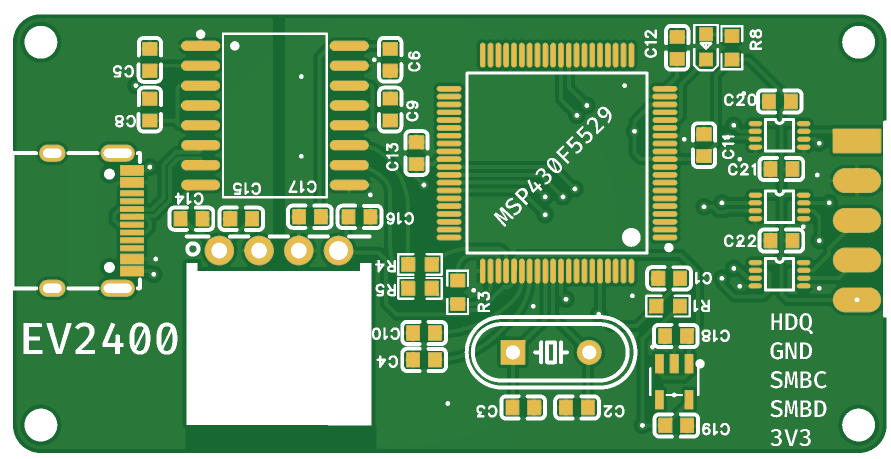 C12
R8
C5
C6
C8
C9
C20
C13
C11
MSP430F5529
C21
C14
C15
C17
C16
C22
R4
R5
R3
C1
R1
EV2400
C10
C4
C18
HDQ
GND
SMBC
SMBD
3V3
C3
C2
C19